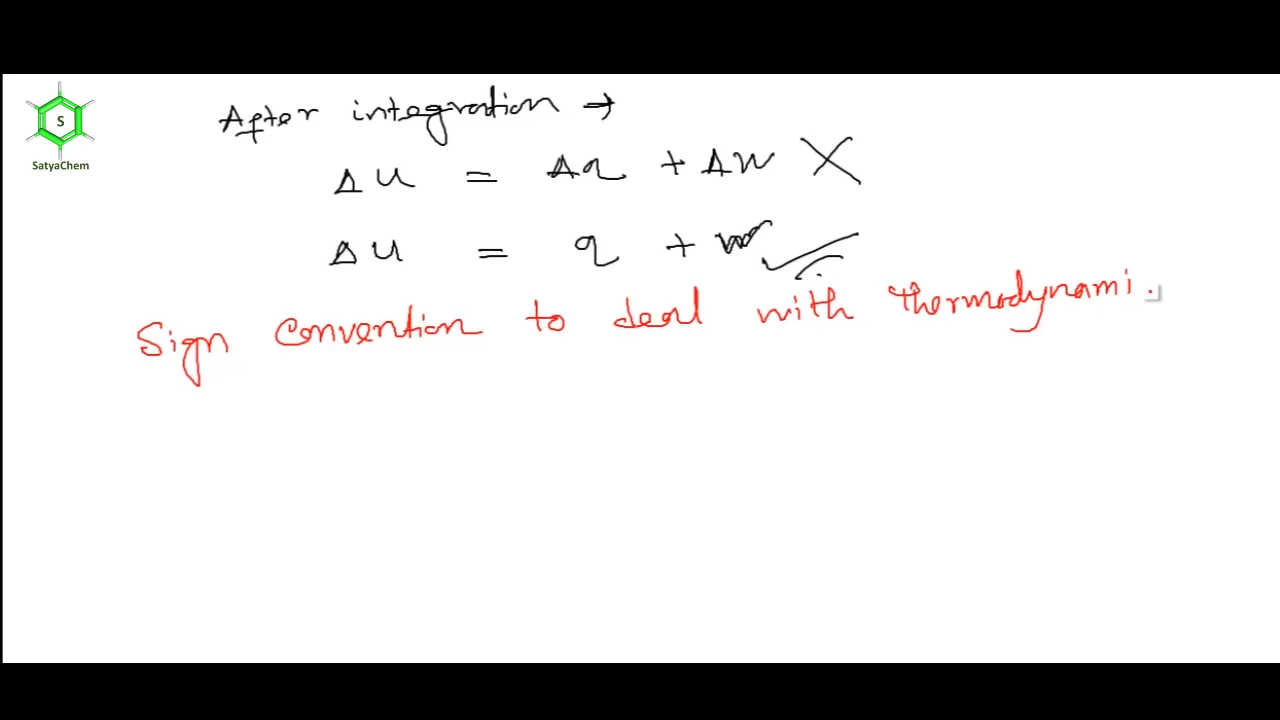 S
SatyaChem
After integration →
Δu = Δq + Δw X
Δu = q + w ✓
Sign Convention to deal with thermodynami.